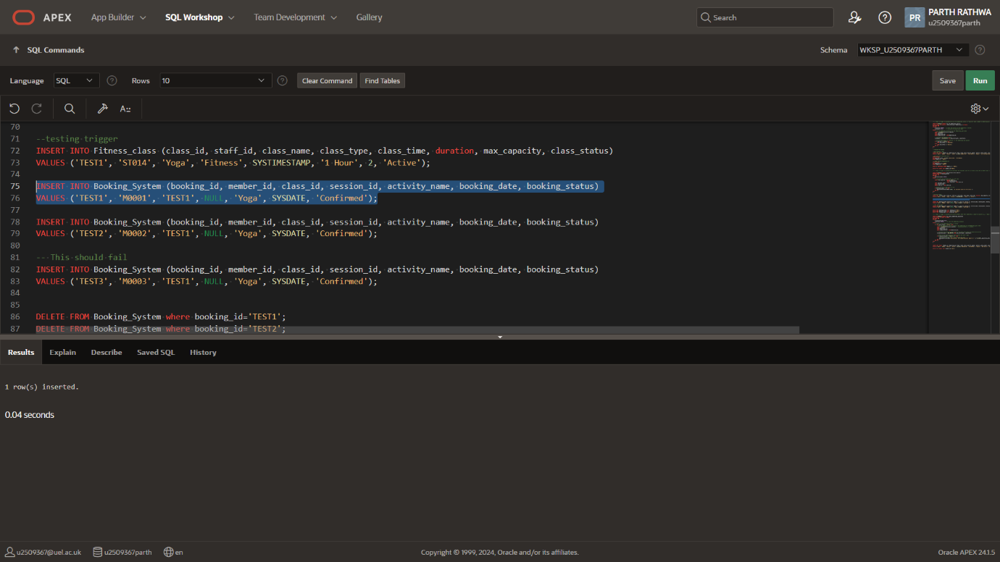 APEX App Builder SQL Workshop Team Development Gallery Search PR PARTH RATHWA
u2509367parth
SQL Commands Schema WKSP_U2509367PARTH
Language SQL Rows 10 Clear Command Find Tables Save Run
70
71 --testing trigger
72 INSERT INTO Fitness_class (class_id, staff_id, class_name, class_type, class_time, duration, max_capacity, class_status)
73 VALUES ('TEST1', 'ST014', 'Yoga', 'Fitness', SYSTIMESTAMP, '1 Hour', 2, 'Active');
74
75 INSERT INTO Booking_System (booking_id, member_id, class_id, session_id, activity_name, booking_date, booking_status)
76 VALUES ('TEST1', 'M0001', 'TEST1', NULL, 'Yoga', SYSDATE, 'Confirmed');
77
78 INSERT INTO Booking_System (booking_id, member_id, class_id, session_id, activity_name, booking_date, booking_status)
79 VALUES ('TEST2', 'M0002', 'TEST1', NULL, 'Yoga', SYSDATE, 'Confirmed');
80
81 -- This should fail
82 INSERT INTO Booking_System (booking_id, member_id, class_id, session_id, activity_name, booking_date, booking_status)
83 VALUES ('TEST3', 'M0003', 'TEST1', NULL, 'Yoga', SYSDATE, 'Confirmed');
84
85
86 DELETE FROM Booking_System where booking_id='TEST1';
87 DELETE FROM Booking_System where booking_id='TEST2';
Results Explain Describe Saved SQL History
1 row(s) inserted.
0.04 seconds
u2509367@uel.ac.uk u2509367parth en Copyright © 1999, 2024, Oracle and/or its affiliates. Oracle APEX 24.1.5